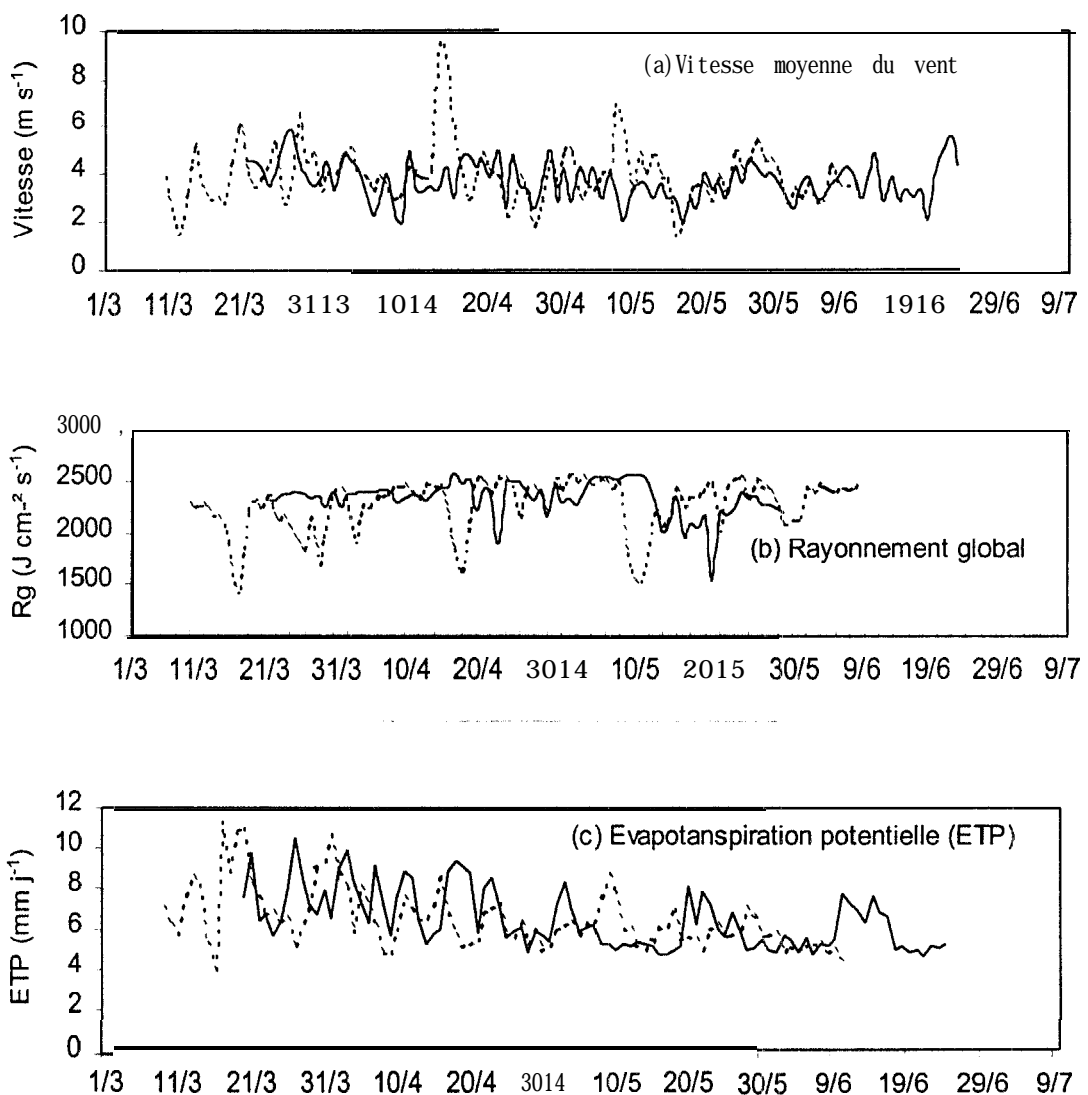 10
(a) Vitesse moyenne du vent
8
6
4
2
0
Vitesse (m s⁻¹)
1/3 11/3 21/3 3113 1014 20/4 30/4 10/5 20/5 30/5 9/6 1916 29/6 9/7
3000 ,
2500
2000
1500
1000
Rg (J cm-² s⁻¹)
(b) Rayonnement global
1/3 11/3 21/3 31/3 10/4 20/4 3014 10/5 2015 30/5 9/6 19/6 29/6 9/7
12
10
8
6
4
2
0
ETP (mm j⁻¹)
(c) Evapotanspiration potentielle (ETP)
1/3 11/3 21/3 31/3 10/4 20/4 3014 10/5 20/5 30/5 9/6 19/6 29/6 9/7